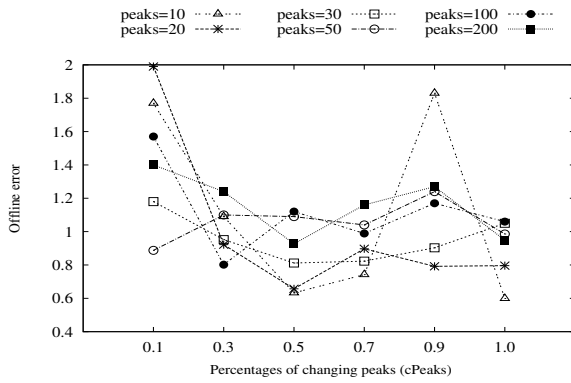 peaks=10 peaks=30 peaks=100
peaks=20 peaks=50 peaks=200
2
1.8
1.6
1.4
1.2
1
0.8
0.6
0.4
Offline error
0.1 0.3 0.5 0.7 0.9 1.0
Percentages of changing peaks (cPeaks)